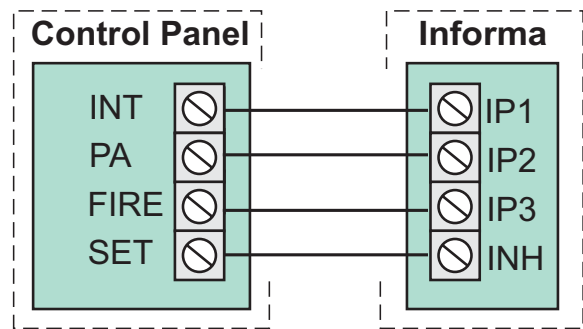 Control Panel
INT
PA
FIRE
SET
Informa
IP1
IP2
IP3
INH